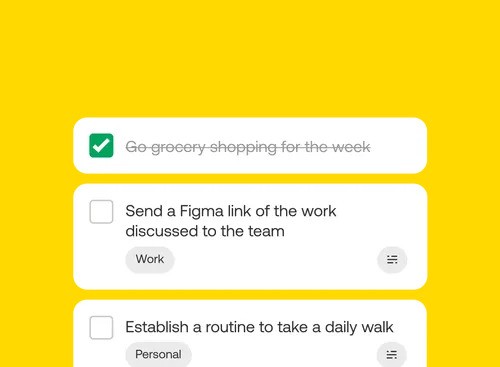 Go grocery shopping for the week
Send a Figma link of the work
discussed to the team
Work
Establish a routine to take a daily walk
Personal